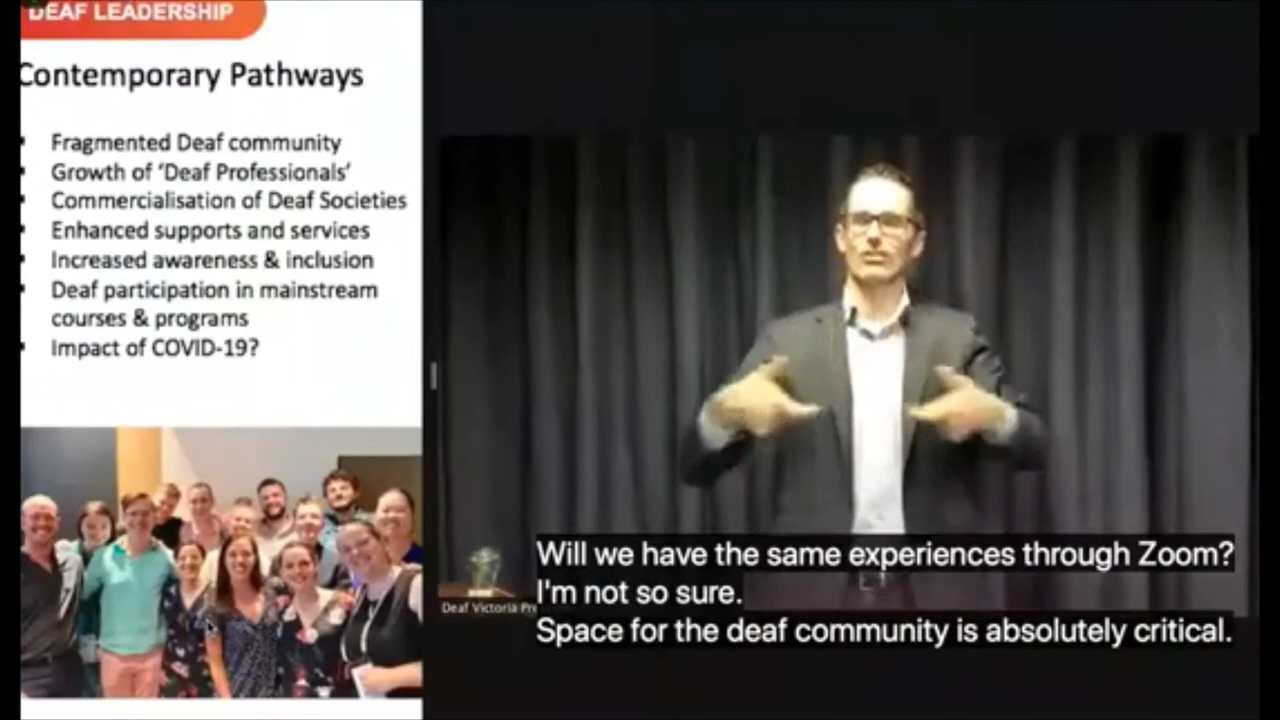 DEAF LEADERSHIP
Contemporary Pathways
Fragmented Deaf community
Growth of ‘Deaf Professionals’
Commercialisation of Deaf Societies
Enhanced supports and services
Increased awareness & inclusion
Deaf participation in mainstream
courses & programs
Impact of COVID-19?
Will we have the same experiences through Zoom?
I'm not so sure.
Deaf Victoria
Space for the deaf community is absolutely critical.